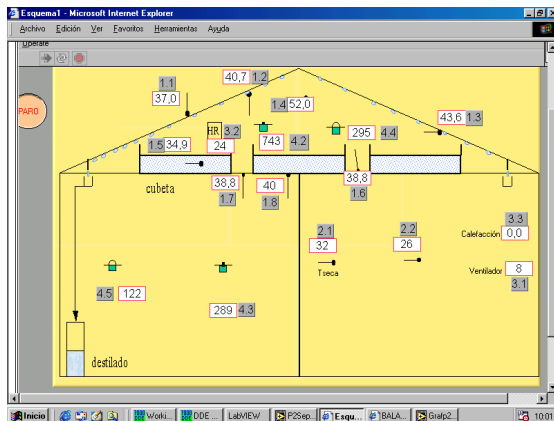 Esquema1 - Microsoft Internet Explorer
Archivo Edición Ver Favoritos Herramientas Ayuda
Operate
PARO
40,7 1.2
1.1
37,0
1.4 52,0
43,6 1.3
HR 3.2
1.5 34,9 24
743 4.2
295 4.4
cubeta
38,8
1.7
40
1.8
38,8
1.6
2.1
32
Tseca
2.2
26
3.3
Calefacción 0,0
Ventilador 8
3.1
4.5 122
289 4.3
destilado
Inicio Worki... DDE ... LabVIEW P2Sep... Esqu... BALA... Grafp2... 10:01